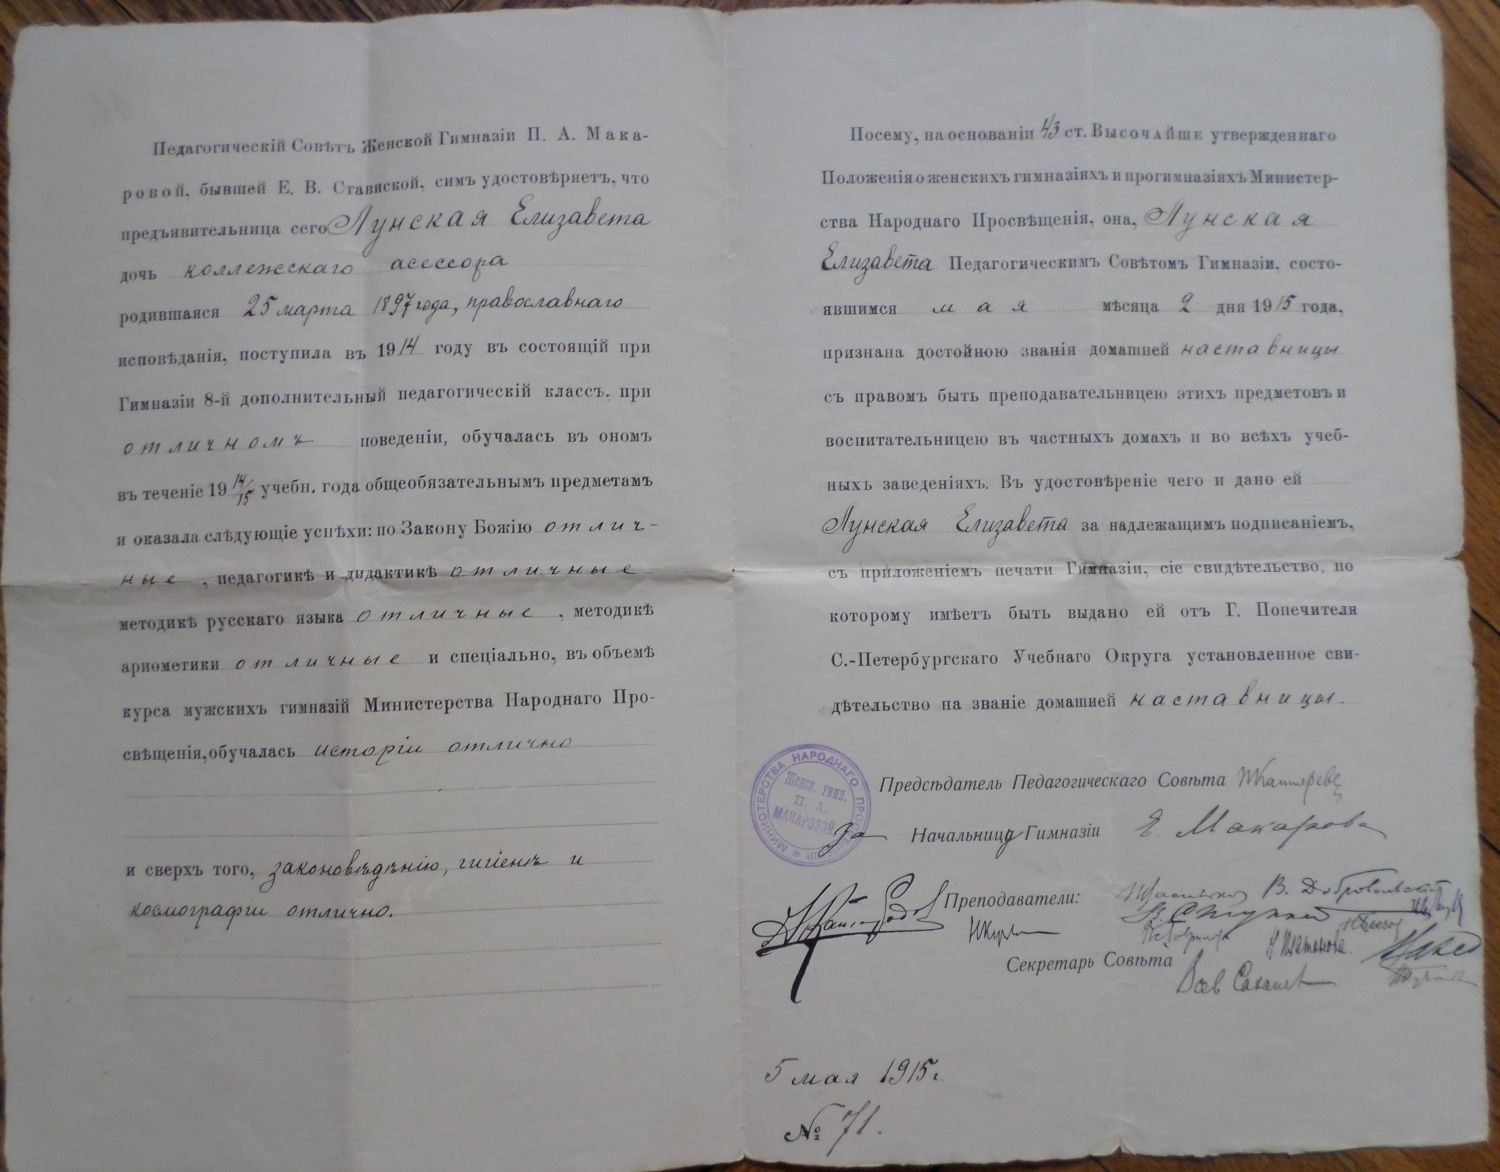 Педагогическій Совѣтъ Женской Гимназіи П. А. Мака-
ровой, бывшей Е. В. Ставиской, симъ удостовѣряетъ, что
предъявительница сего Лунская Елизавета
дочь коллежскаго асессора
родившаяся 25 марта 1897 года, православнаго
исповѣданія, поступила въ 1914 году въ состоящій при
Гимназіи 8-й дополнительный педагогическій классъ, при
отличномъ поведеніи, обучалась въ ономъ
въ теченіе 19 14/15 учебн. года общеобязательнымъ предметамъ
и оказала слѣдующіе успѣхи: по Закону Божію отлич-
ные, педагогикѣ и дидактикѣ отличные
методикѣ русскаго языка отличные, методикѣ
ариѳметики отличные и спеціально, въ объемѣ
курса мужскихъ гимназій Министерства Народнаго Про-
свѣщенія, обучалась исторіи отлично
и сверхъ того, законовѣдѣнію, гигіенѣ и
космографіи отлично.
Посему, на основаніи 43 ст. Высочайше утвержденнаго
Положенія о женскихъ гимназіяхъ и прогимназіяхъ Министер-
ства Народнаго Просвѣщенія, она, Лунская
Елизавета Педагогическимъ Совѣтомъ Гимназіи, состо-
явшимся мая мѣсяца 2 дня 1915 года,
признана достойною званія домашней наставницы
съ правомъ быть преподавательницею этихъ предметовъ и
воспитательницею въ частныхъ домахъ и во всѣхъ учеб-
ныхъ заведеніяхъ. Въ удостовѣреніе чего и дано ей
Лунская Елизавета за надлежащимъ подписаніемъ,
съ приложеніемъ печати Гимназіи, сіе свидѣтельство, по
которому имѣетъ быть выдано ей отъ Г. Попечителя
С.-Петербургскаго Учебнаго Округа установленное сви-
дѣтельство на званіе домашней наставницы.
МИНИСТЕРСТВА НАРОДНАГО ПРОСВѢЩЕНІЯ
Женск. гимн.
П. А.
МАКАРОВОЙ
Предсѣдатель Педагогическаго Совѣта
За Начальницу Гимназіи Е. Макарова
Преподаватели: В. Добровольскій
Н. Платонова.
Секретарь Совѣта
5 мая 1915 г.
№ 71.